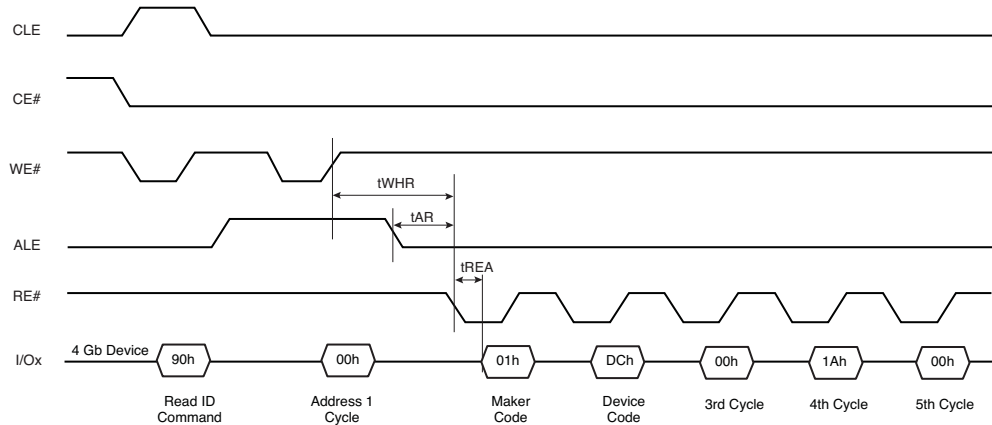 CLE
CE#
WE#
tWHR
tAR
ALE
tREA
RE#
I/Ox
4 Gb Device
90h
00h
01h
DCh
00h
1Ah
00h
Read ID
Command
Address 1
Cycle
Maker
Code
Device
Code
3rd Cycle
4th Cycle
5th Cycle